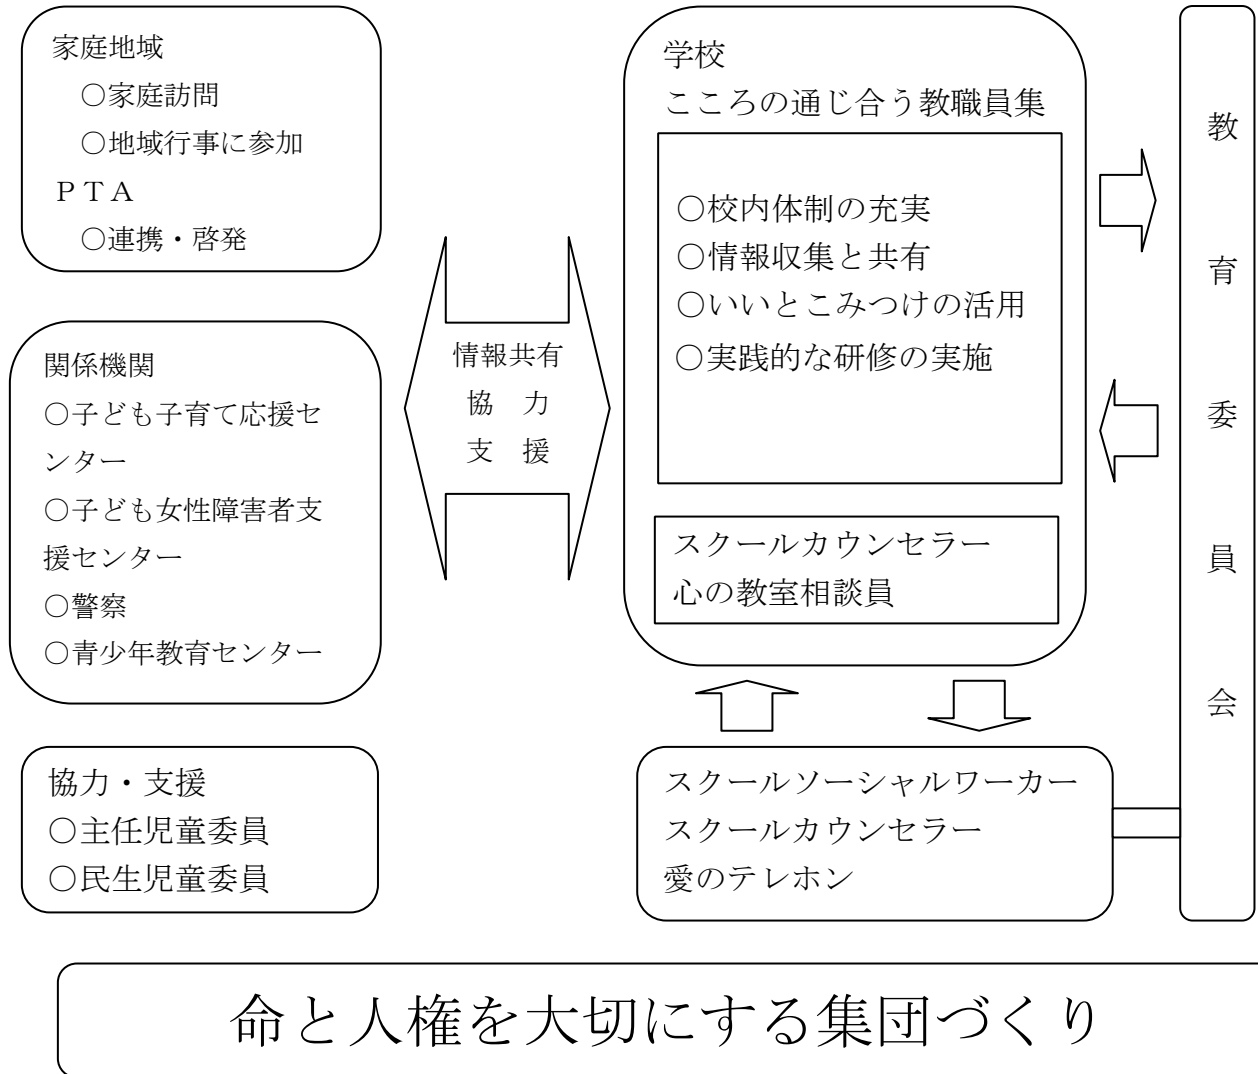 家庭地域
○家庭訪問
○地域行事に参加
ＰＴＡ
○連携・啓発
関係機関
○子ども子育て応援セ
ンター
○子ども女性障害者支
援センター
○警察
○青少年教育センター
協力・支援
○主任児童委員
○民生児童委員
情報共有
協　力
支　援
学校
こころの通じ合う教職員集
○校内体制の充実
○情報収集と共有
○いいとこみつけの活用
○実践的な研修の実施
スクールカウンセラー
心の教室相談員
スクールソーシャルワーカー
スクールカウンセラー
愛のテレホン
教育委員会
命と人権を大切にする集団づくり